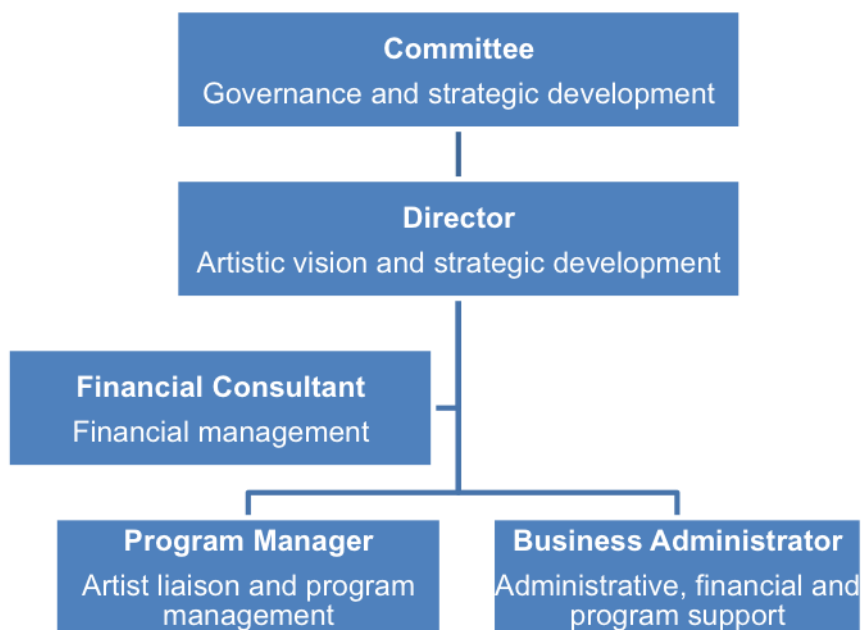 Committee
Governance and strategic development
Director
Artistic vision and strategic development
Financial Consultant
Financial management
Program Manager
Artist liaison and program
management
Business Administrator
Administrative, financial and
program support